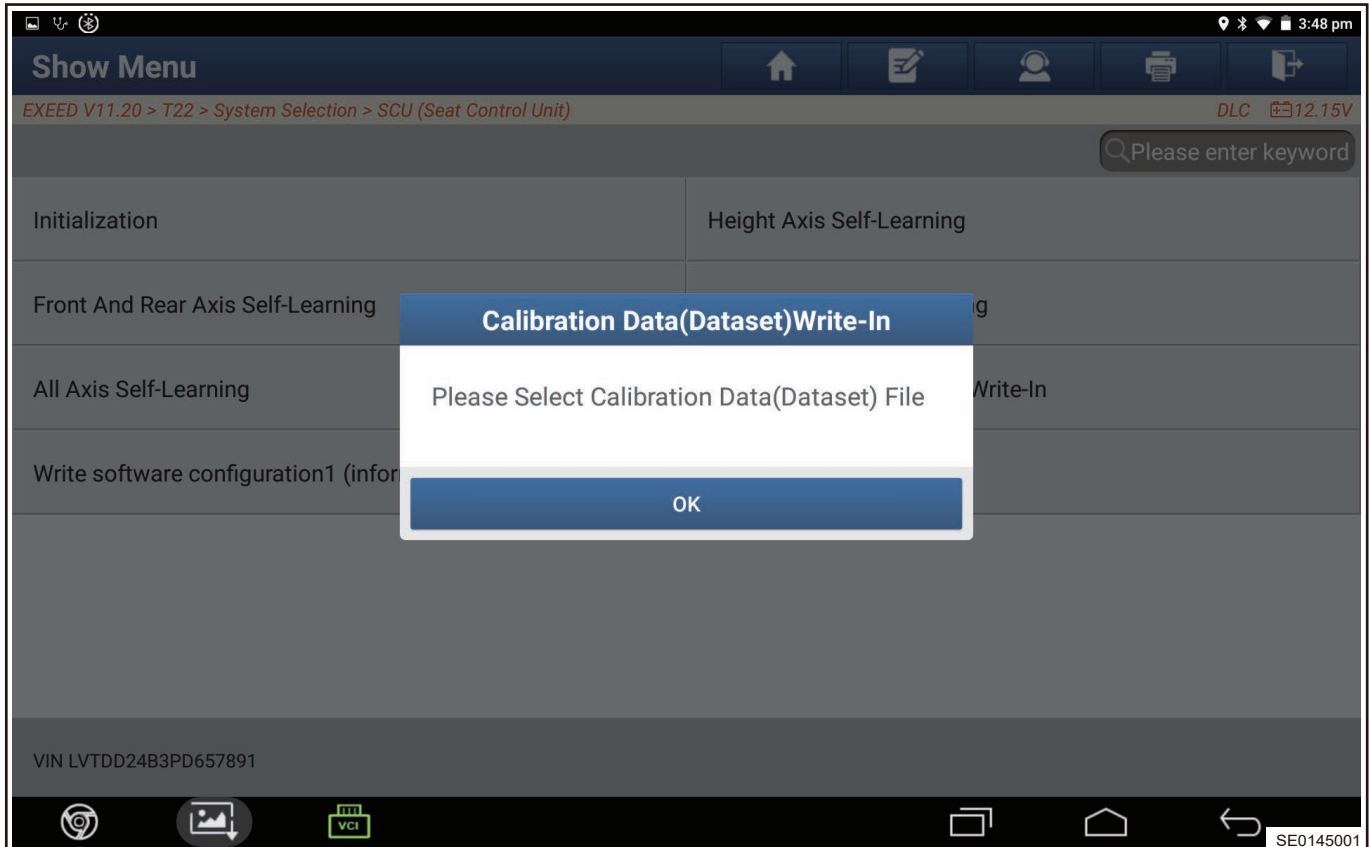 3:48 pm
Show Menu
EXEED V11.20 > T22 > System Selection > SCU (Seat Control Unit)
DLC 12.15V
Please enter keyword
Initialization
Height Axis Self-Learning
Front And Rear Axis Self-Learning
g
Calibration Data(Dataset)Write-In
All Axis Self-Learning
Please Select Calibration Data(Dataset) File
Write-In
Write software configuration1 (infor
OK
VIN LVTDD24B3PD657891
VCI
SE0145001